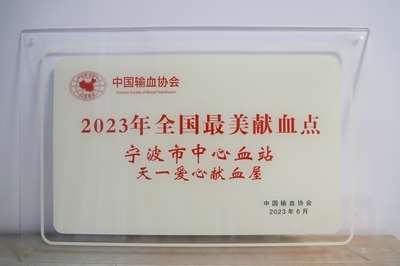 中国输血协会
Chinese Society of Blood Transfusion
2023年全国最美献血点
宁波市中心血站
天一爱心献血屋
中国输血协会
2023年6月